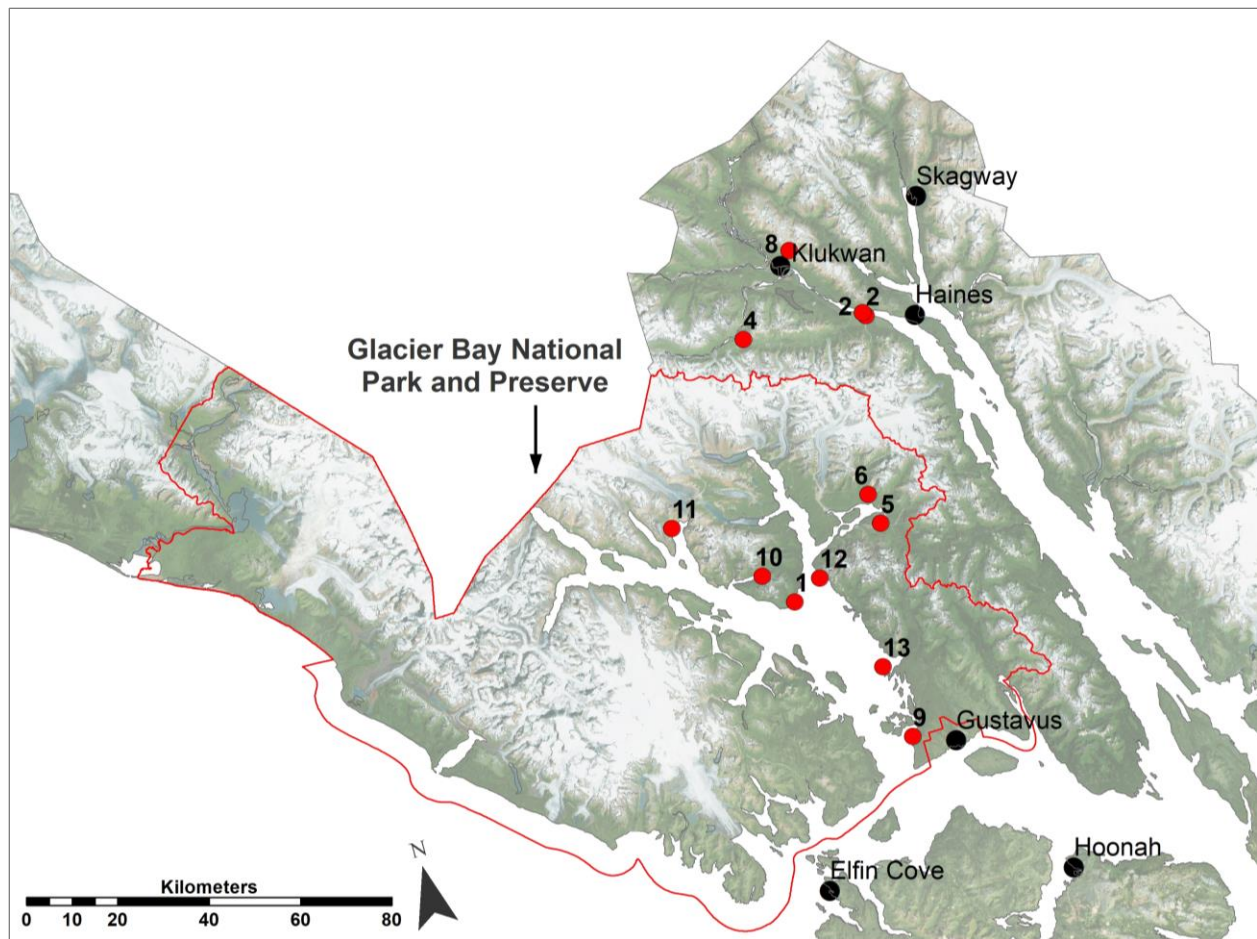 Skagway
8
Klukwan
2
2
Haines
4
Glacier Bay National
Park and Preserve
6
5
11
10
12
1
13
9
Gustavus
N
Hoonah
Elfin Cove
Kilometers
0 5 10 20 40 60 80